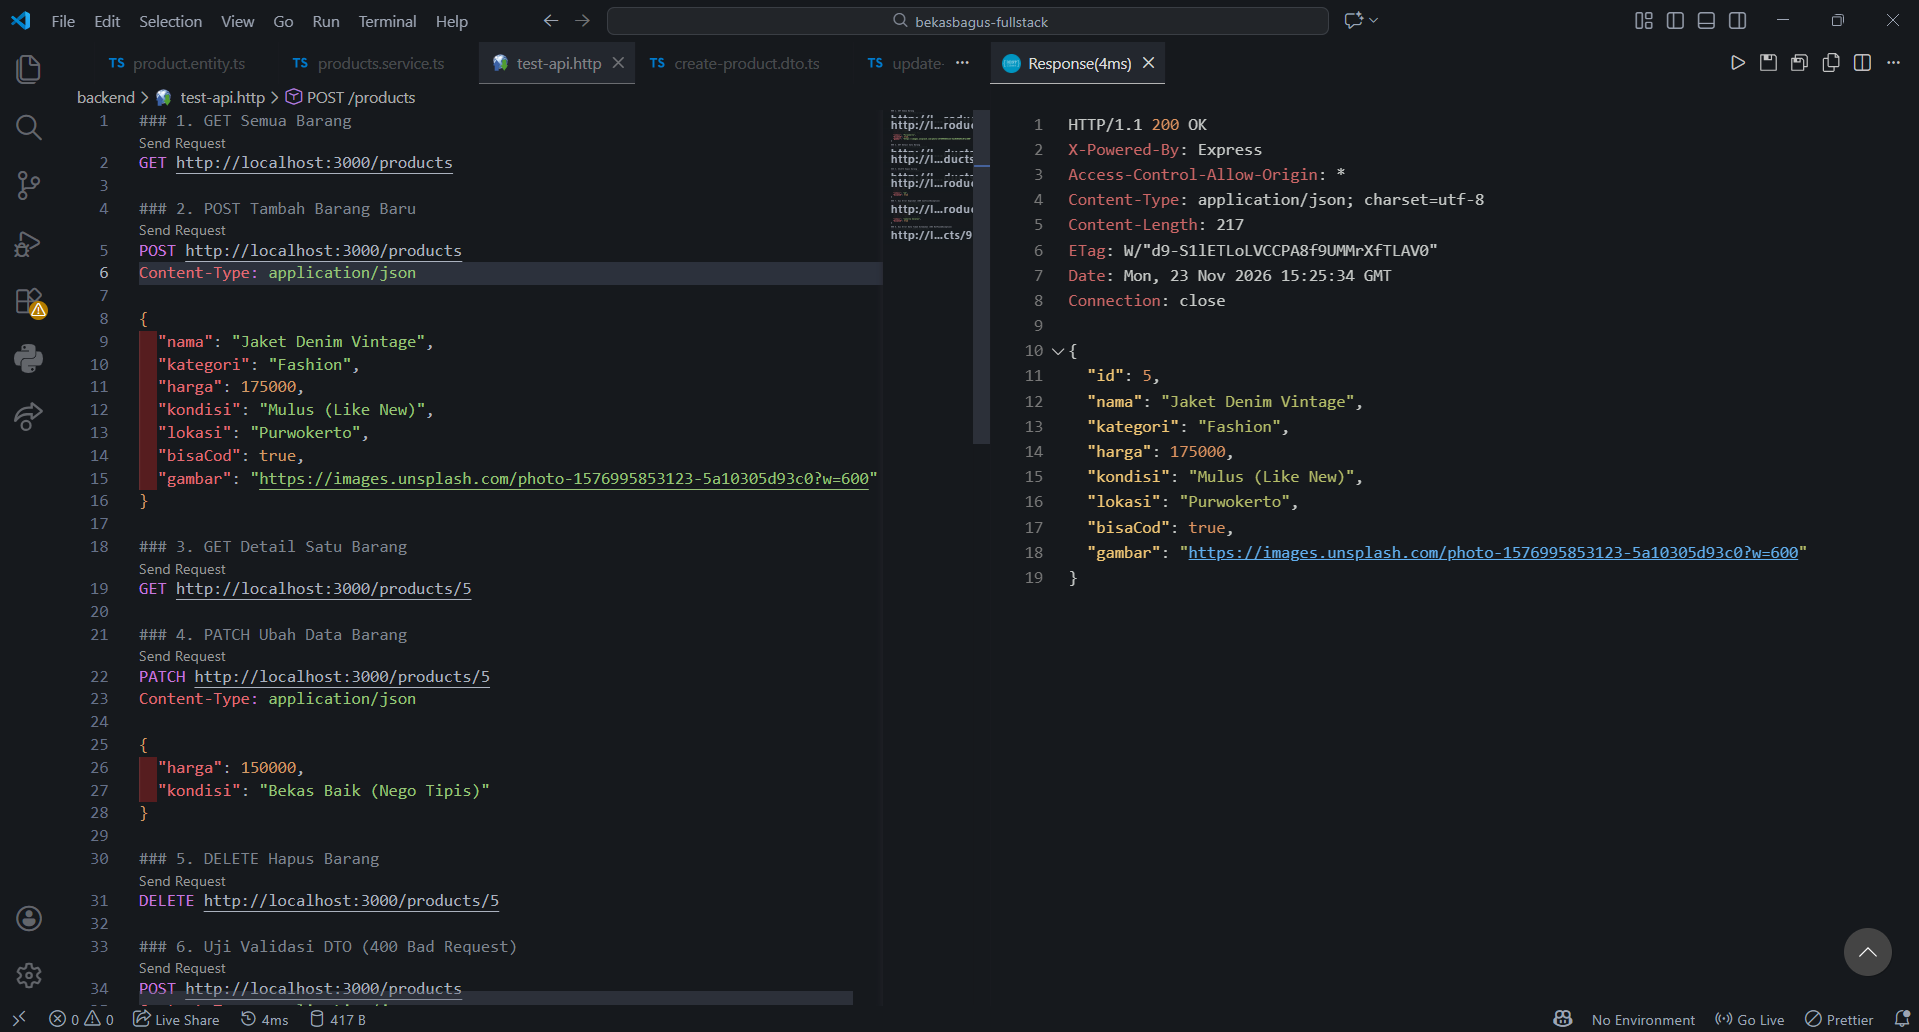 File Edit Selection View Go Run Terminal Help
bekasbagus-fullstack
TS product.entity.ts
TS products.service.ts
test-api.http
TS create-product.dto.ts
TS update-
Response(4ms)
backend > test-api.http > POST /products
1 ### 1. GET Semua Barang
Send Request
2 GET http://localhost:3000/products
3
4 ### 2. POST Tambah Barang Baru
Send Request
5 POST http://localhost:3000/products
6 Content-Type: application/json
7
8 {
9 "nama": "Jaket Denim Vintage",
10 "kategori": "Fashion",
11 "harga": 175000,
12 "kondisi": "Mulus (Like New)",
13 "lokasi": "Purwokerto",
14 "bisaCod": true,
15 "gambar": "https://images.unsplash.com/photo-1576995853123-5a10305d93c0?w=600"
16 }
17
18 ### 3. GET Detail Satu Barang
Send Request
19 GET http://localhost:3000/products/5
20
21 ### 4. PATCH Ubah Data Barang
Send Request
22 PATCH http://localhost:3000/products/5
23 Content-Type: application/json
24
25 {
26 "harga": 150000,
27 "kondisi": "Bekas Baik (Nego Tipis)"
28 }
29
30 ### 5. DELETE Hapus Barang
Send Request
31 DELETE http://localhost:3000/products/5
32
33 ### 6. Uji Validasi DTO (400 Bad Request)
Send Request
34 POST http://localhost:3000/products
http://l...roduc
http://l...ducts
http://l...roduc
http://l...roduc
http://l...cts/9
1 HTTP/1.1 200 OK
2 X-Powered-By: Express
3 Access-Control-Allow-Origin: *
4 Content-Type: application/json; charset=utf-8
5 Content-Length: 217
6 ETag: W/"d9-S1lETLoLVCCPA8f9UMMrXfTLAV0"
7 Date: Mon, 23 Nov 2026 15:25:34 GMT
8 Connection: close
9
10 {
11 "id": 5,
12 "nama": "Jaket Denim Vintage",
13 "kategori": "Fashion",
14 "harga": 175000,
15 "kondisi": "Mulus (Like New)",
16 "lokasi": "Purwokerto",
17 "bisaCod": true,
18 "gambar": "https://images.unsplash.com/photo-1576995853123-5a10305d93c0?w=600"
19 }
0 0 Live Share 4ms 417 B
No Environment Go Live Prettier